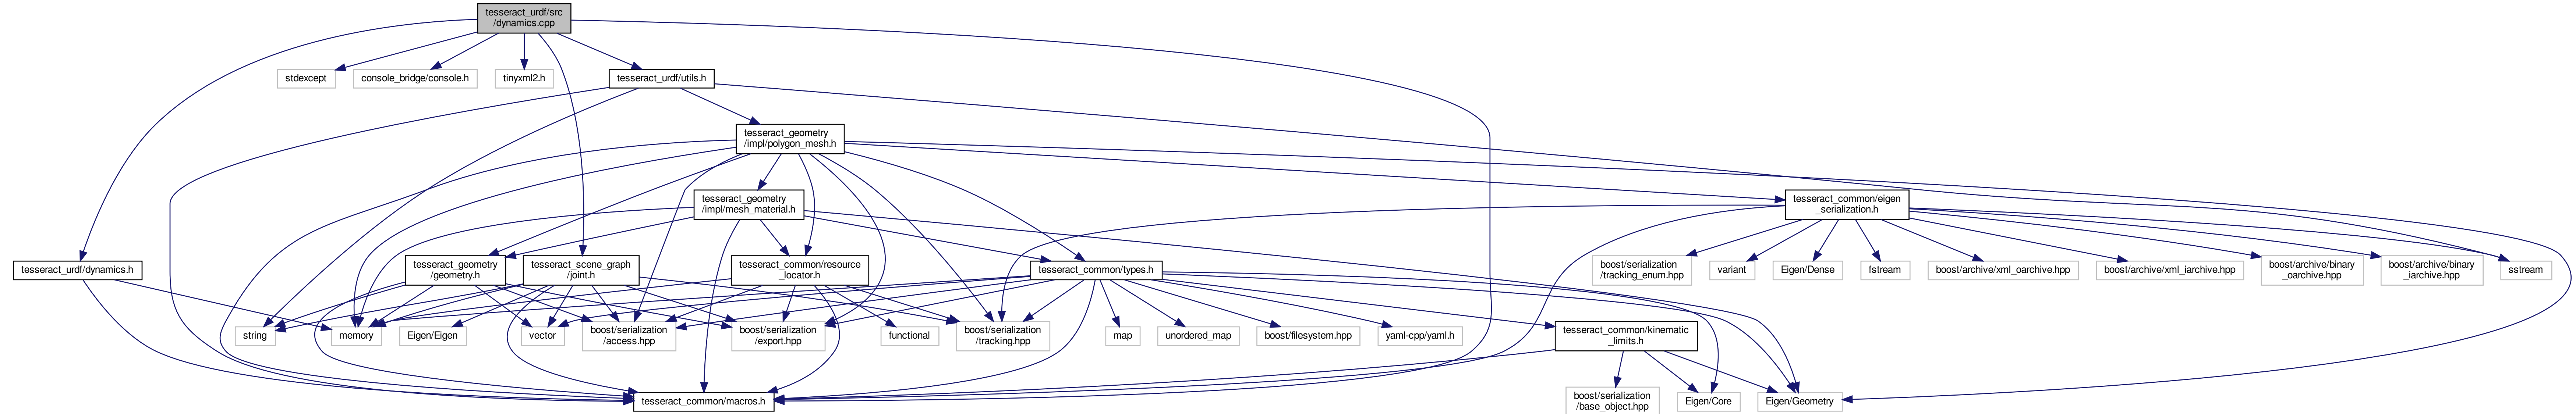 tesseract_urdf/src
/dynamics.cpp
stdexcept
console_bridge/console.h
tinyxml2.h
tesseract_urdf/utils.h
tesseract_geometry
/impl/polygon_mesh.h
tesseract_geometry
/impl/mesh_material.h
tesseract_common/eigen
_serialization.h
tesseract_urdf/dynamics.h
tesseract_geometry
/geometry.h
tesseract_scene_graph
/joint.h
tesseract_common/resource
_locator.h
tesseract_common/types.h
boost/serialization
/tracking_enum.hpp
variant
Eigen/Dense
fstream
boost/archive/xml_oarchive.hpp
boost/archive/xml_iarchive.hpp
boost/archive/binary
_oarchive.hpp
boost/archive/binary
_iarchive.hpp
sstream
string
memory
Eigen/Eigen
vector
boost/serialization
/access.hpp
boost/serialization
/export.hpp
functional
boost/serialization
/tracking.hpp
map
unordered_map
boost/filesystem.hpp
yaml-cpp/yaml.h
tesseract_common/kinematic
_limits.h
tesseract_common/macros.h
boost/serialization
/base_object.hpp
Eigen/Core
Eigen/Geometry